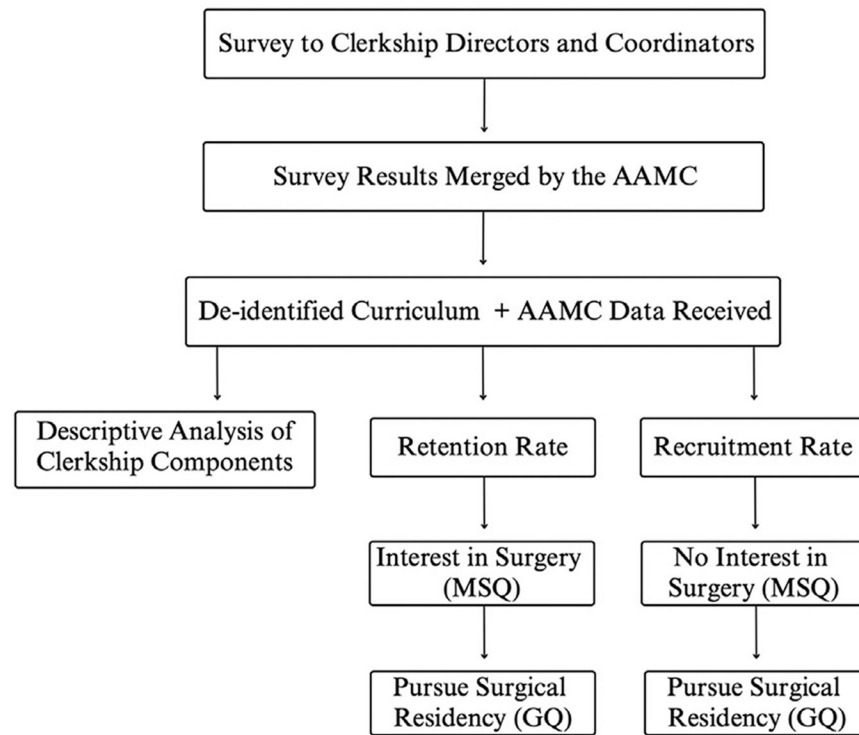 Survey to Clerkship Directors and Coordinators
Survey Results Merged by the AAMC
De-identified Curriculum + AAMC Data Received
Descriptive Analysis of
Clerkship Components
Retention Rate
Recruitment Rate
Interest in Surgery
(MSQ)
No Interest in
Surgery (MSQ)
Pursue Surgical
Residency (GQ)
Pursue Surgical
Residency (GQ)